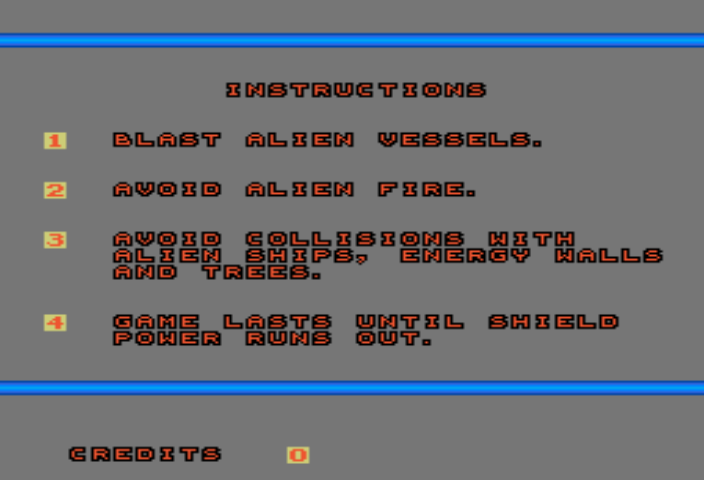 INSTRUCTIONS
1 BLAST ALIEN VESSELS.
2 AVOID ALIEN FIRE.
3 AVOID COLLISIONS WITH
ALIEN SHIPS, ENERGY WALLS
AND TREES.
4 GAME LASTS UNTIL SHIELD
POWER RUNS OUT.
CREDITS 0